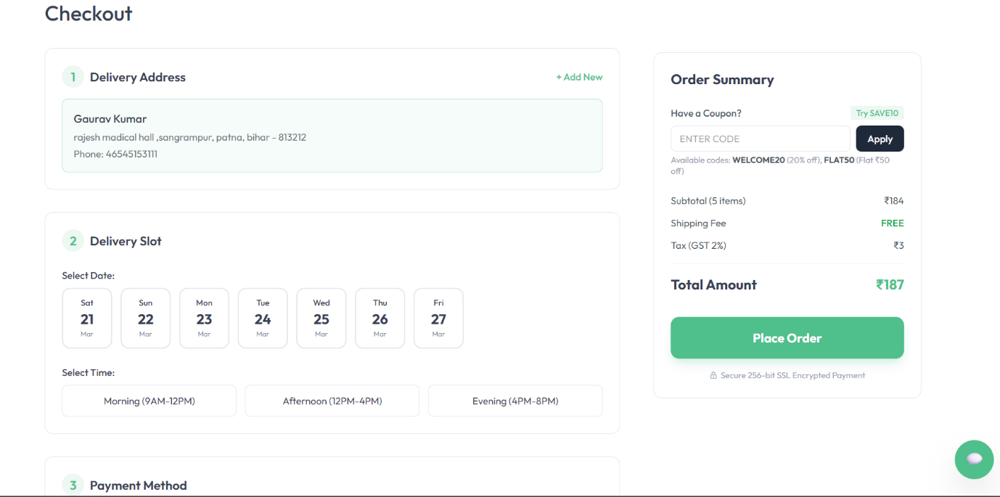 Checkout
1
Delivery Address
+ Add New
Gaurav Kumar
rajesh madical hall ,sangrampur, patna, bihar - 813212
Phone: 46545153111
2
Delivery Slot
Select Date:
Sat
21
Mar
Sun
22
Mar
Mon
23
Mar
Tue
24
Mar
Wed
25
Mar
Thu
26
Mar
Fri
27
Mar
Select Time:
Morning (9AM-12PM)
Afternoon (12PM-4PM)
Evening (4PM-8PM)
3
Payment Method
Order Summary
Have a Coupon?
Try SAVE10
ENTER CODE
Apply
Available codes: WELCOME20 (20% off), FLAT50 (Flat ₹50
off)
Subtotal (5 items) ₹184
Shipping Fee FREE
Tax (GST 2%) ₹3
Total Amount ₹187
Place Order
Secure 256-bit SSL Encrypted Payment